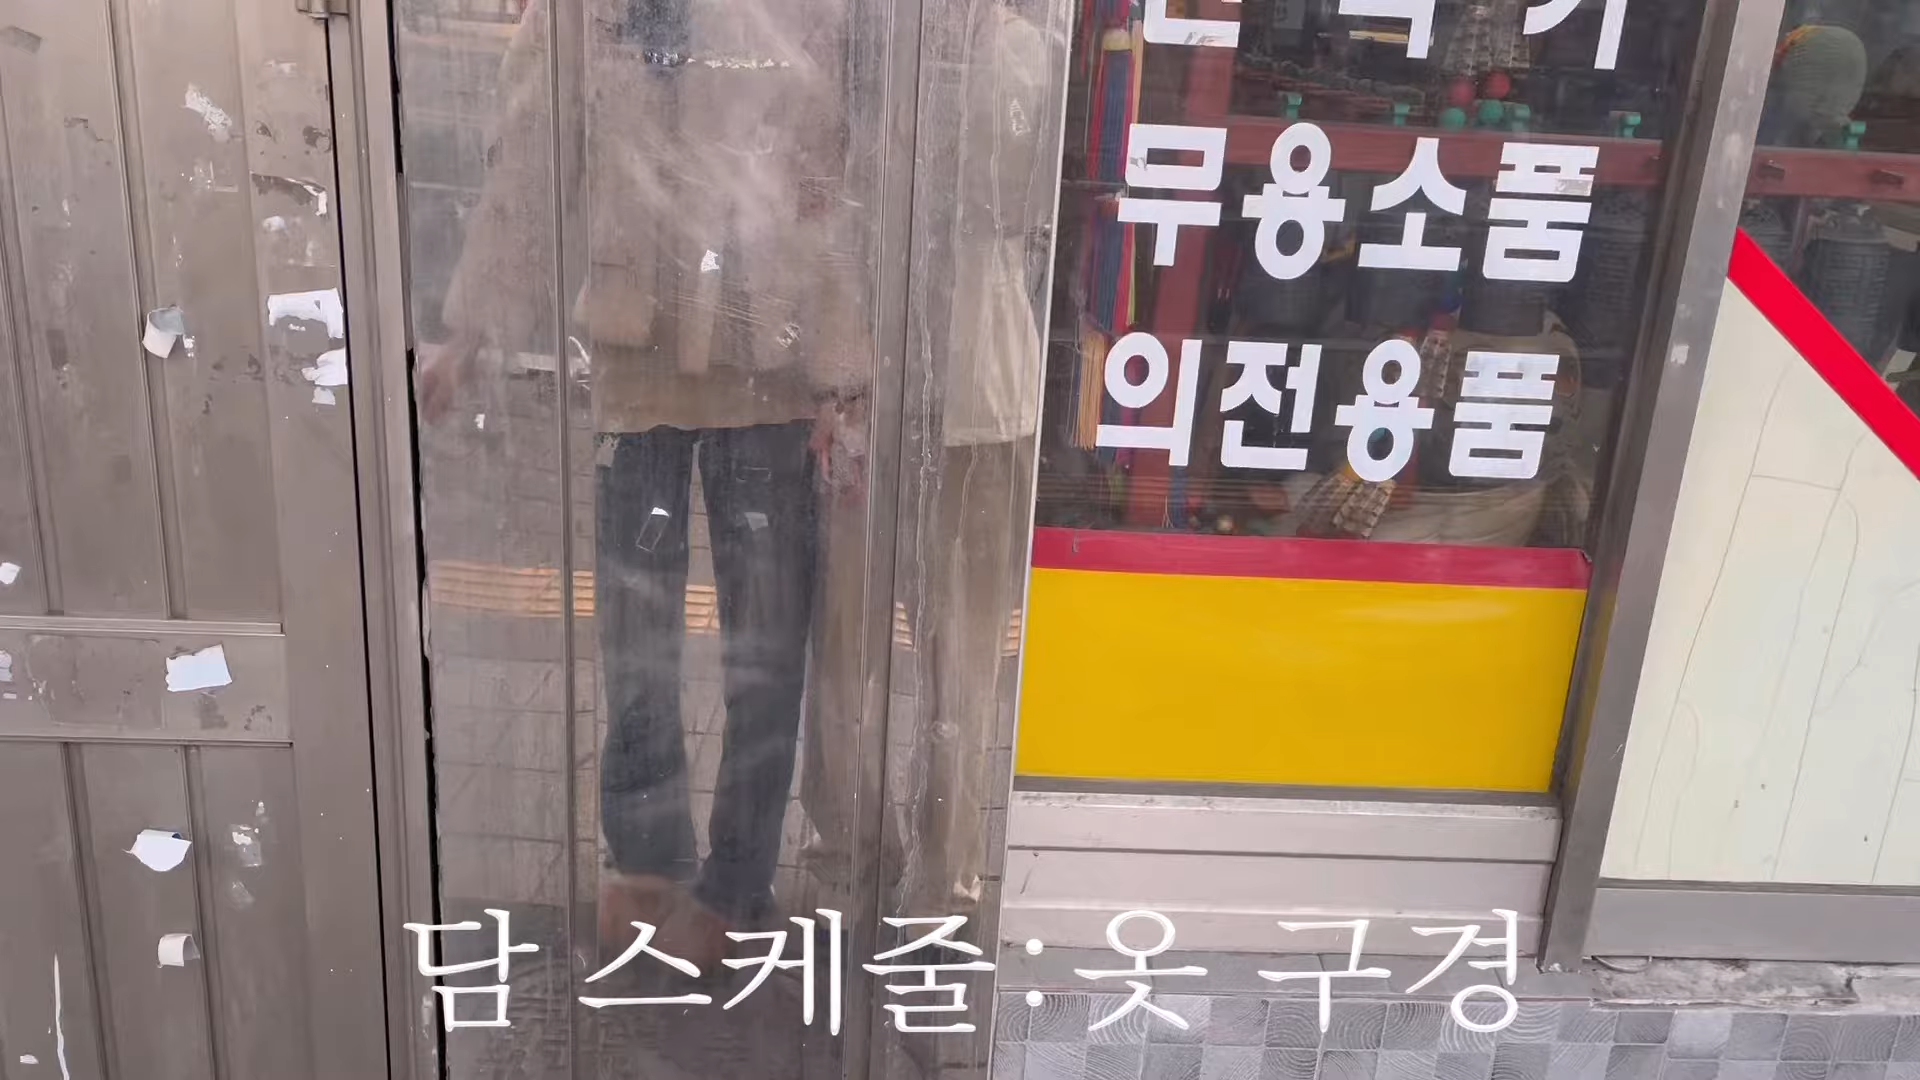 무용소품
의전용품
담 스케줄 : 옷 구경